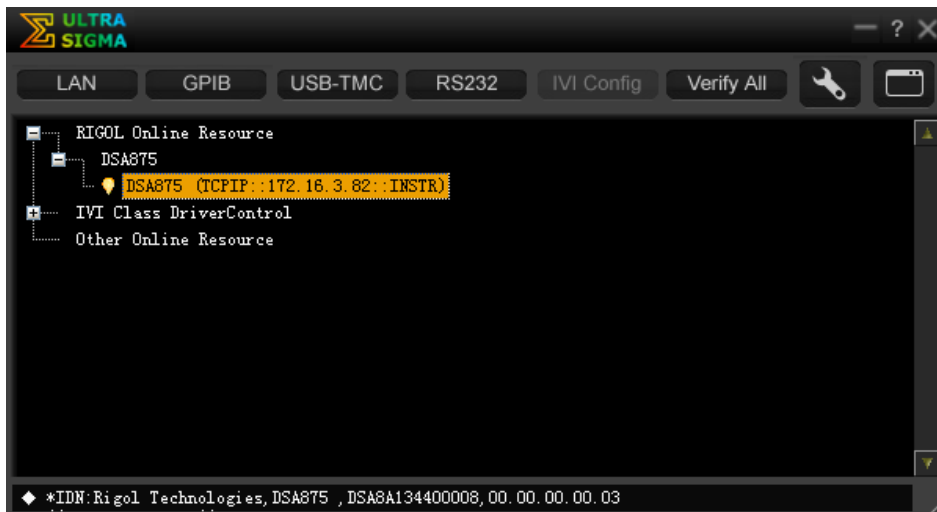 ULTRA
SIGMA
?
LAN GPIB USB-TMC RS232 IVI Config Verify All
RIGOL Online Resource
DSA875
DSA875 (TCPIP::172.16.3.82::INSTR)
IVI Class DriverControl
Other Online Resource
*IDN:Rigol Technologies,DSA875 ,DSA8A134400008,00.00.00.00.03